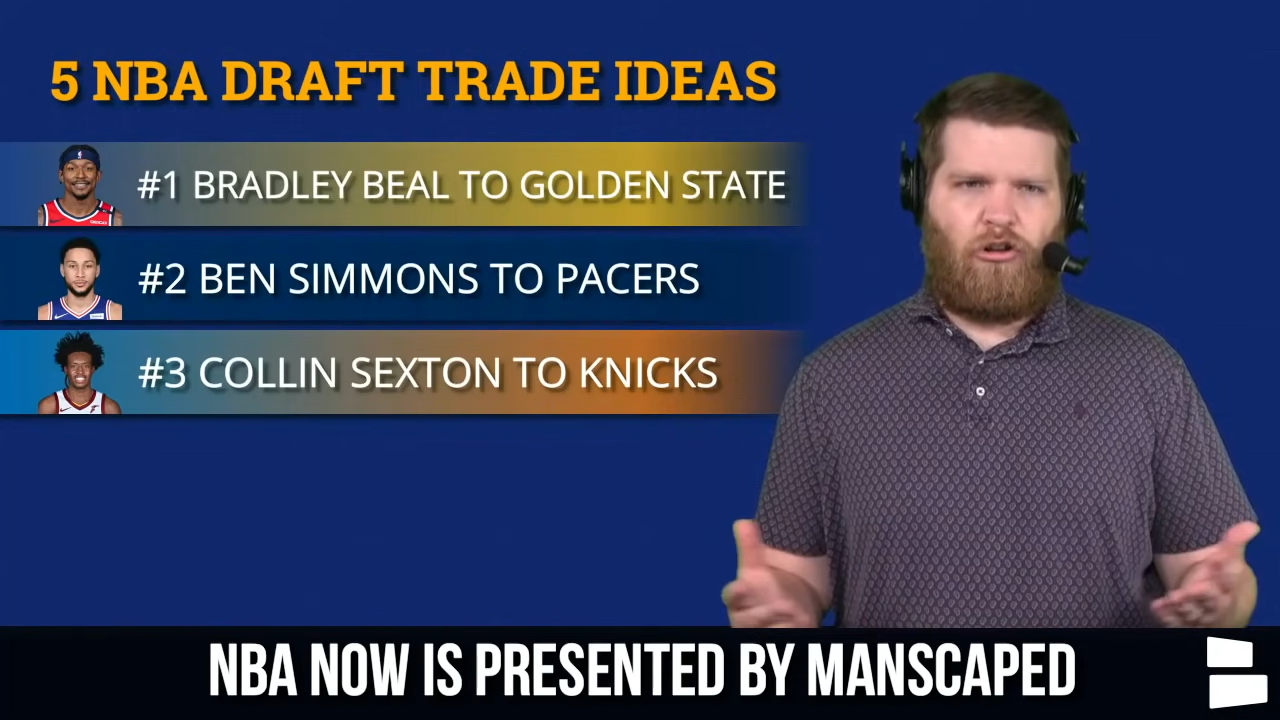 5 NBA DRAFT TRADE IDEAS
#1 BRADLEY BEAL TO GOLDEN STATE
#2 BEN SIMMONS TO PACERS
#3 COLLIN SEXTON TO KNICKS
NBA NOW IS PRESENTED BY MANSCAPED